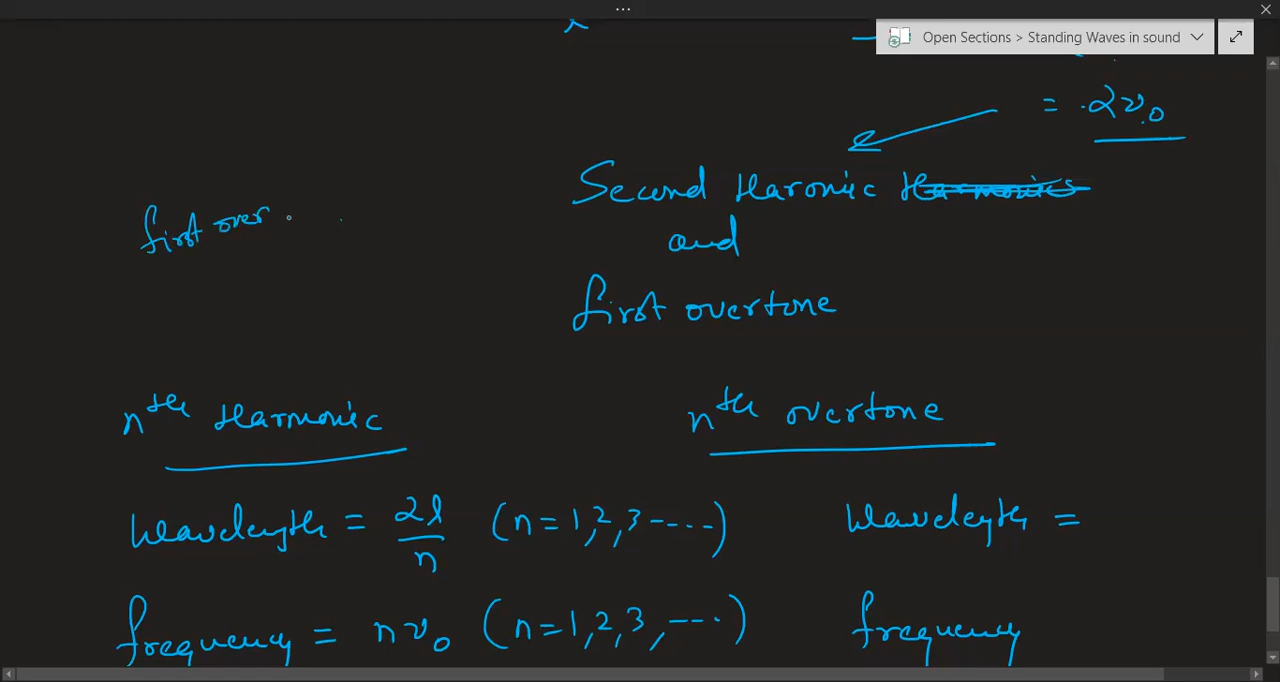 Open Sections > Standing Waves in sound
= 2ν₀
Second Haronic
and
first over
first overtone
nᵗʰ Harmonic nᵗʰ overtone
wavelength = 2l/n (n = 1, 2, 3 ----) wavelength =
frequency = nν₀ (n = 1, 2, 3, ---) frequency